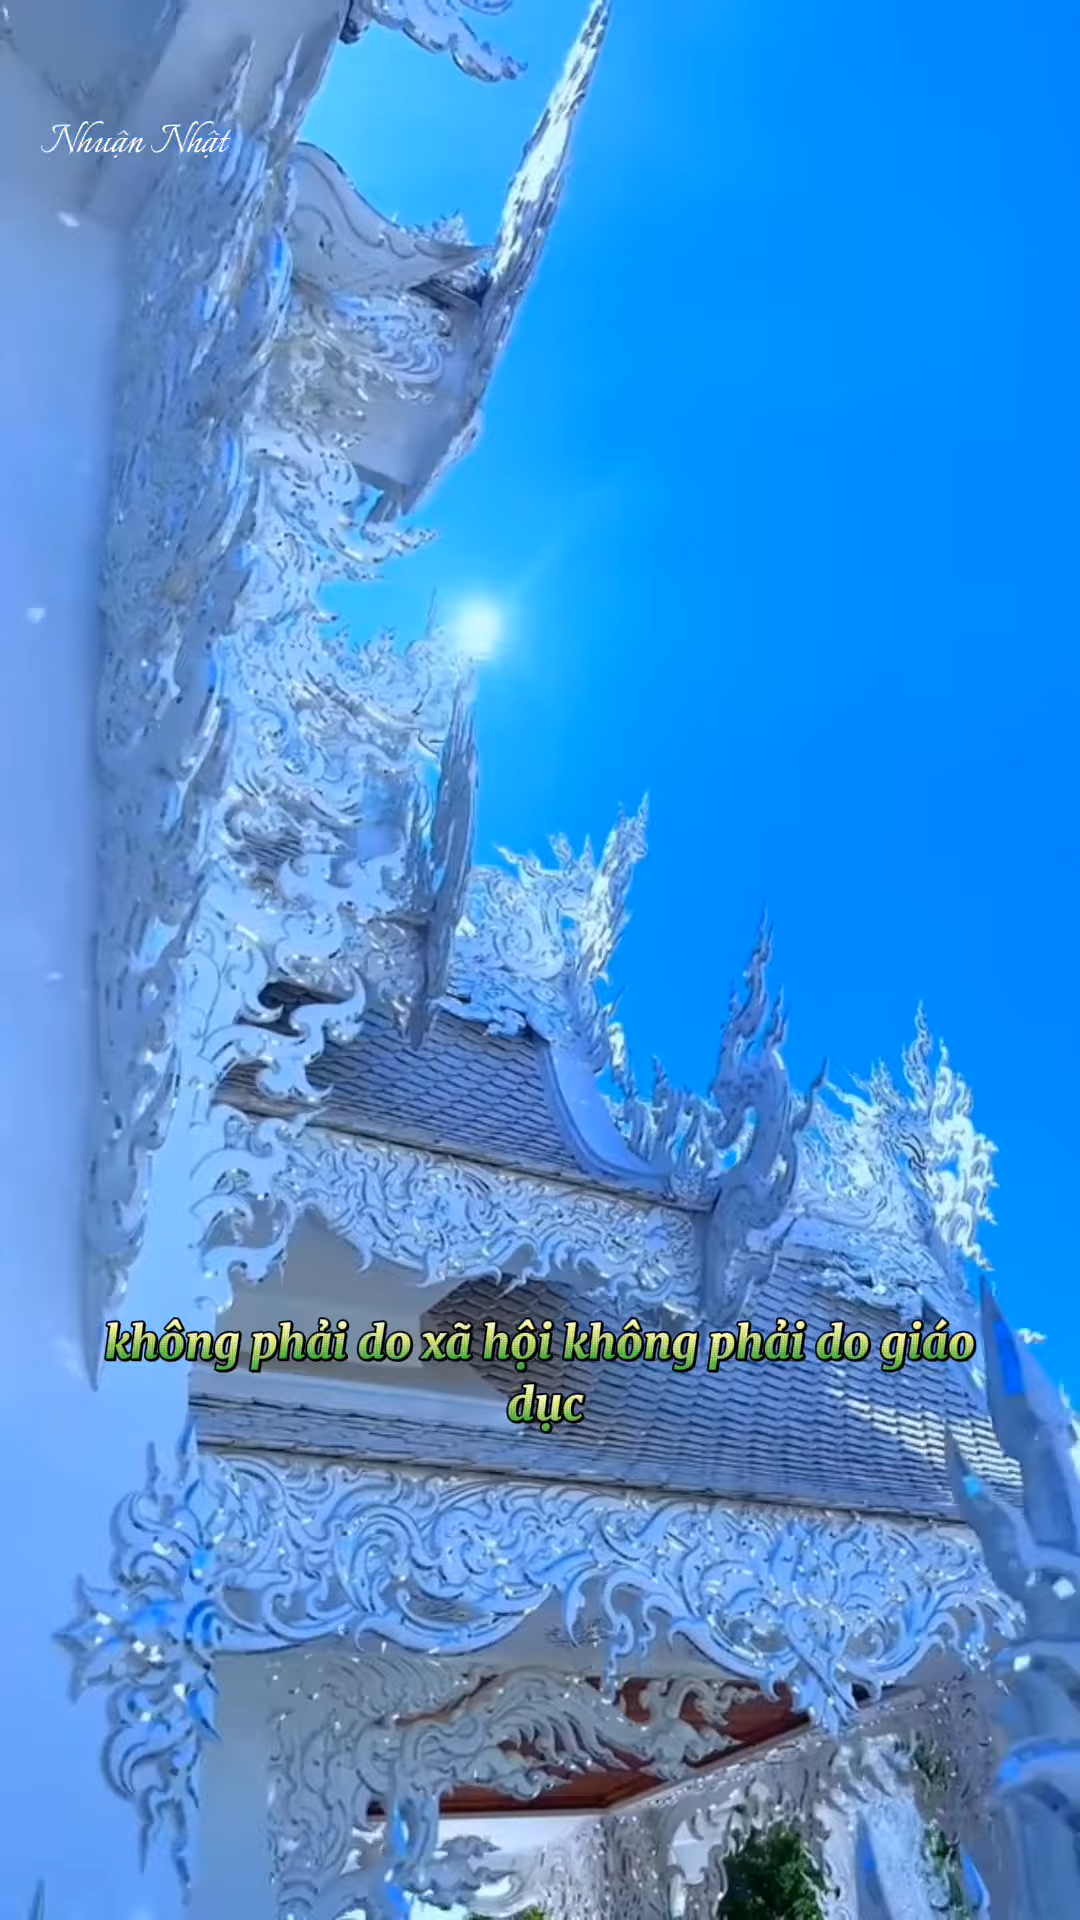 Nhuận Nhật
không phải do xã hội không phải do giáo
dục